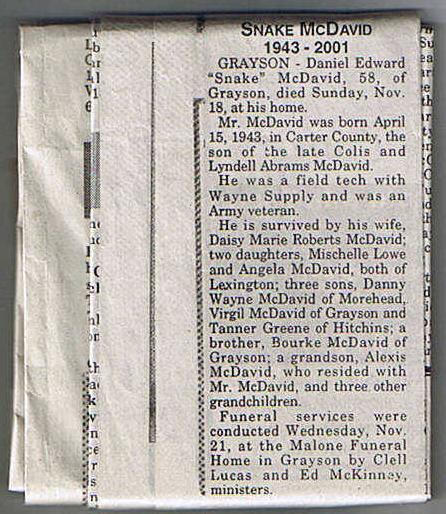 SNAKE MCDAVID
1943 - 2001
GRAYSON - Daniel Edward
"Snake" McDavid, 58, of
Grayson, died Sunday, Nov.
18, at his home.
Mr. McDavid was born April
15, 1943, in Carter County, the
son of the late Colis and
Lyndell Abrams McDavid.
He was a field tech with
Wayne Supply and was an
Army veteran.
He is survived by his wife,
Daisy Marie Roberts McDavid;
two daughters, Mischelle Lowe
and Angela McDavid, both of
Lexington; three sons, Danny
Wayne McDavid of Morehead,
Virgil McDavid of Grayson and
Tanner Greene of Hitchins; a
brother, Bourke McDavid of
Grayson; a grandson, Alexis
McDavid, who resided with
Mr. McDavid, and three other
grandchildren.
Funeral services were
conducted Wednesday, Nov.
21, at the Malone Funeral
Home in Grayson by Clell
Lucas and Ed McKinney,
ministers.